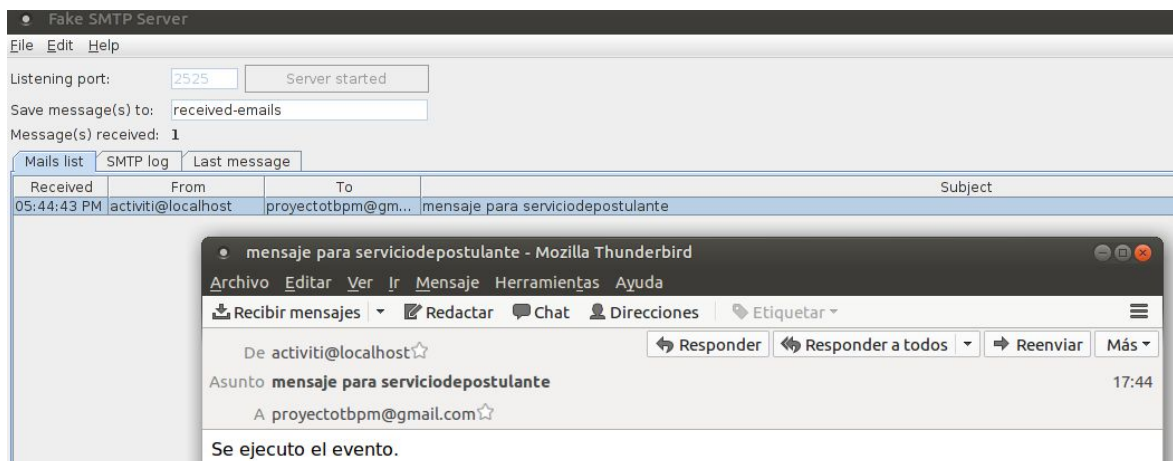 Fake SMTP Server
File Edit Help
Listening port: 2525 Server started
Save message(s) to: received-emails
Message(s) received: 1
Mails list SMTP log Last message
Received From To Subject
05:44:43 PM activiti@localhost proyectotbpm@gm... mensaje para serviciodepostulante
mensaje para serviciodepostulante - Mozilla Thunderbird
Archivo Editar Ver Ir Mensaje Herramientas Ayuda
Recibir mensajes Redactar Chat Direcciones Etiquetar
De activiti@localhost Responder Responder a todos Reenviar Más
Asunto mensaje para serviciodepostulante 17:44
A proyectotbpm@gmail.com
Se ejecuto el evento.